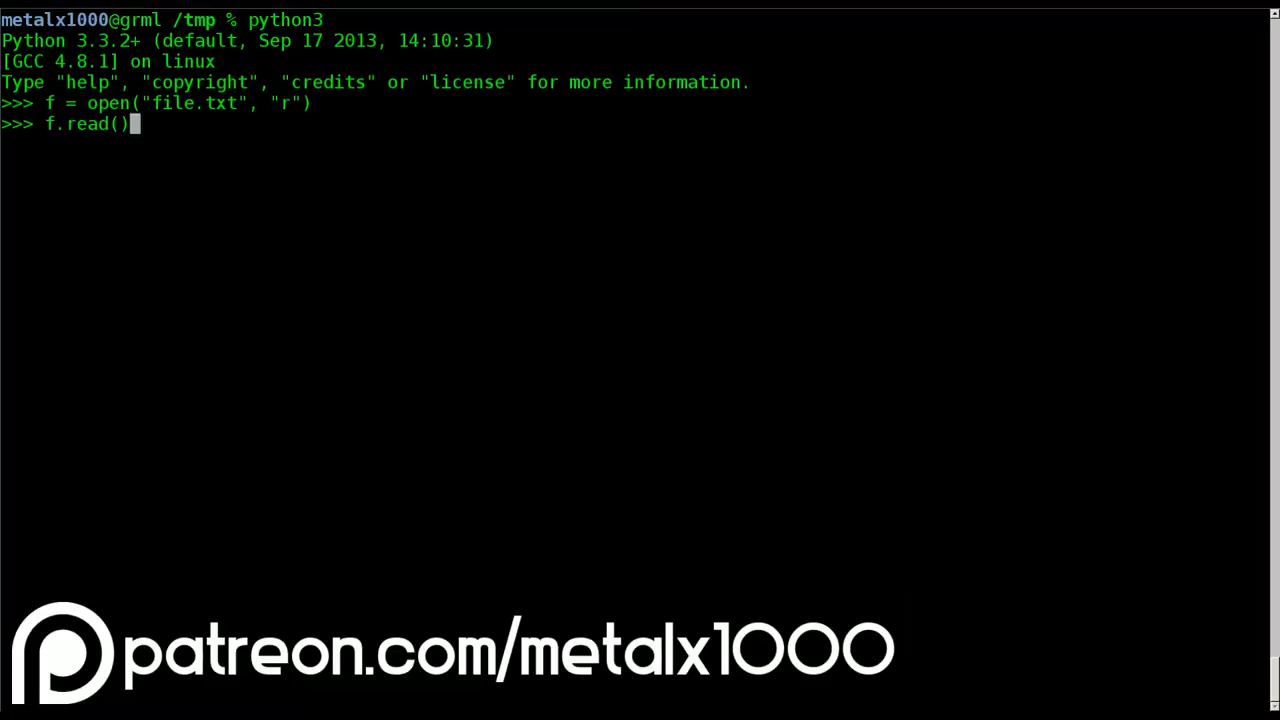 metalx1000@grml /tmp % python3
Python 3.3.2+ (default, Sep 17 2013, 14:10:31)
[GCC 4.8.1] on linux
Type "help", "copyright", "credits" or "license" for more information.
>>> f = open("file.txt", "r")
>>> f.read()
patreon.com/metalx1000